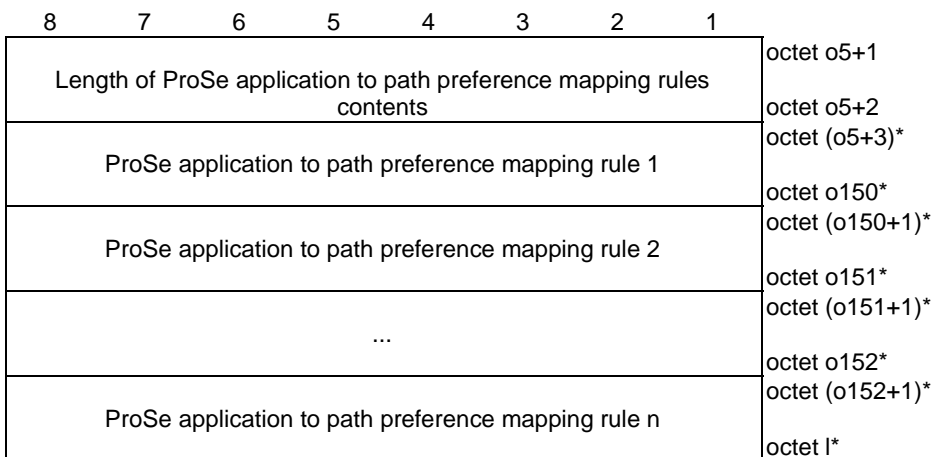 8 7 6 5 4 3 2 1
octet o5+1
Length of ProSe application to path preference mapping rules
contents
octet o5+2
octet (o5+3)*
ProSe application to path preference mapping rule 1
octet o150*
octet (o150+1)*
ProSe application to path preference mapping rule 2
octet o151*
octet (o151+1)*
...
octet o152*
octet (o152+1)*
ProSe application to path preference mapping rule n
octet l*